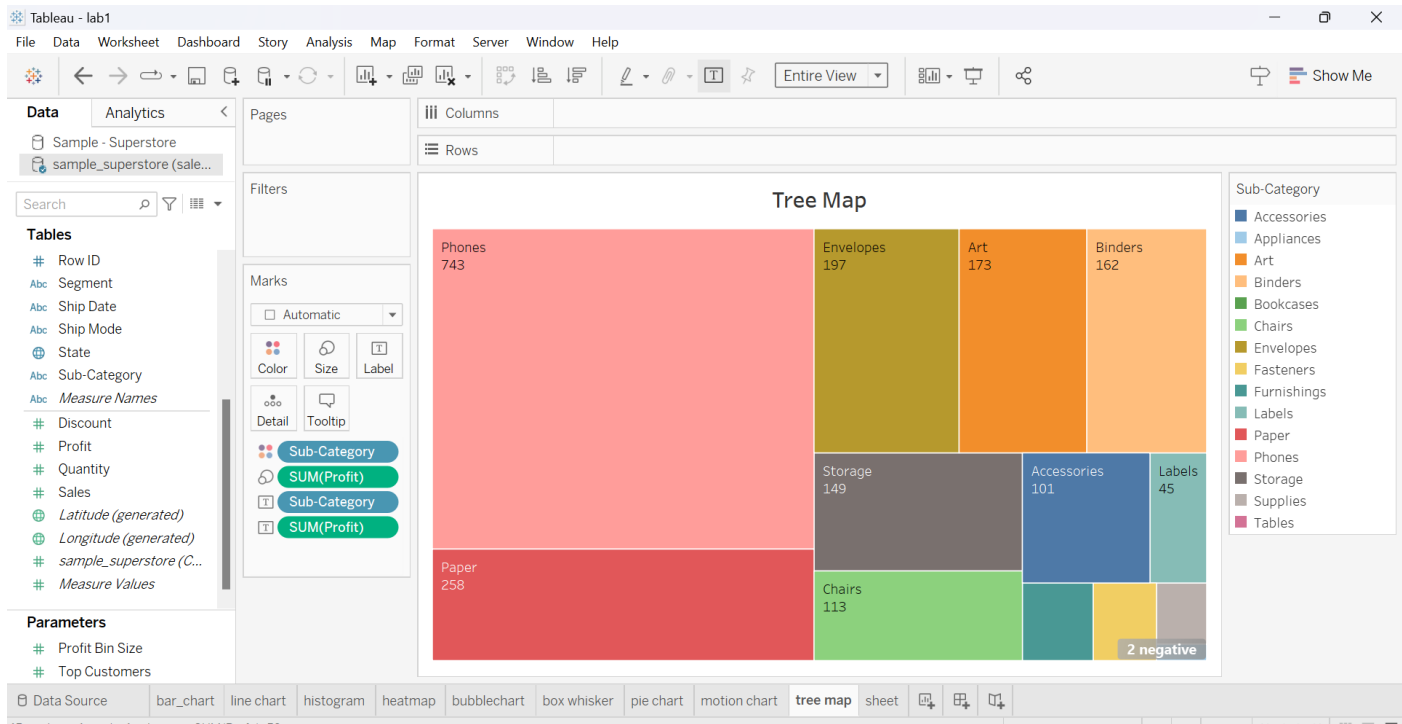 Tableau - lab1
File Data Worksheet Dashboard Story Analysis Map Format Server Window Help
Entire View
Show Me
Data
Analytics
Sample - Superstore
sample_superstore (sale...
Search
Tables
# Row ID
Abc Segment
Abc Ship Date
Abc Ship Mode
State
Abc Sub-Category
Abc Measure Names
# Discount
# Profit
# Quantity
# Sales
Latitude (generated)
Longitude (generated)
# sample_superstore (C...
# Measure Values
Parameters
# Profit Bin Size
# Top Customers
Pages
Filters
Marks
Automatic
Color
Size
T
Label
Detail
Tooltip
Sub-Category
SUM(Profit)
T Sub-Category
T SUM(Profit)
Columns
Rows
Tree Map
Phones
743
Envelopes
197
Art
173
Binders
162
Storage
149
Accessories
101
Labels
45
Paper
258
Chairs
113
2 negative
Sub-Category
Accessories
Appliances
Art
Binders
Bookcases
Chairs
Envelopes
Fasteners
Furnishings
Labels
Paper
Phones
Storage
Supplies
Tables
Data Source bar_chart line chart histogram heatmap bubblechart box whisker pie chart motion chart tree map sheet